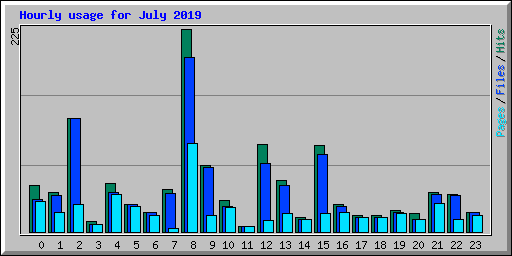 Hourly usage for July 2019
225
Pages/Files/Hits
0 1 2 3 4 5 6 7 8 9 10 11 12 13 14 15 16 17 18 19 20 21 22 23